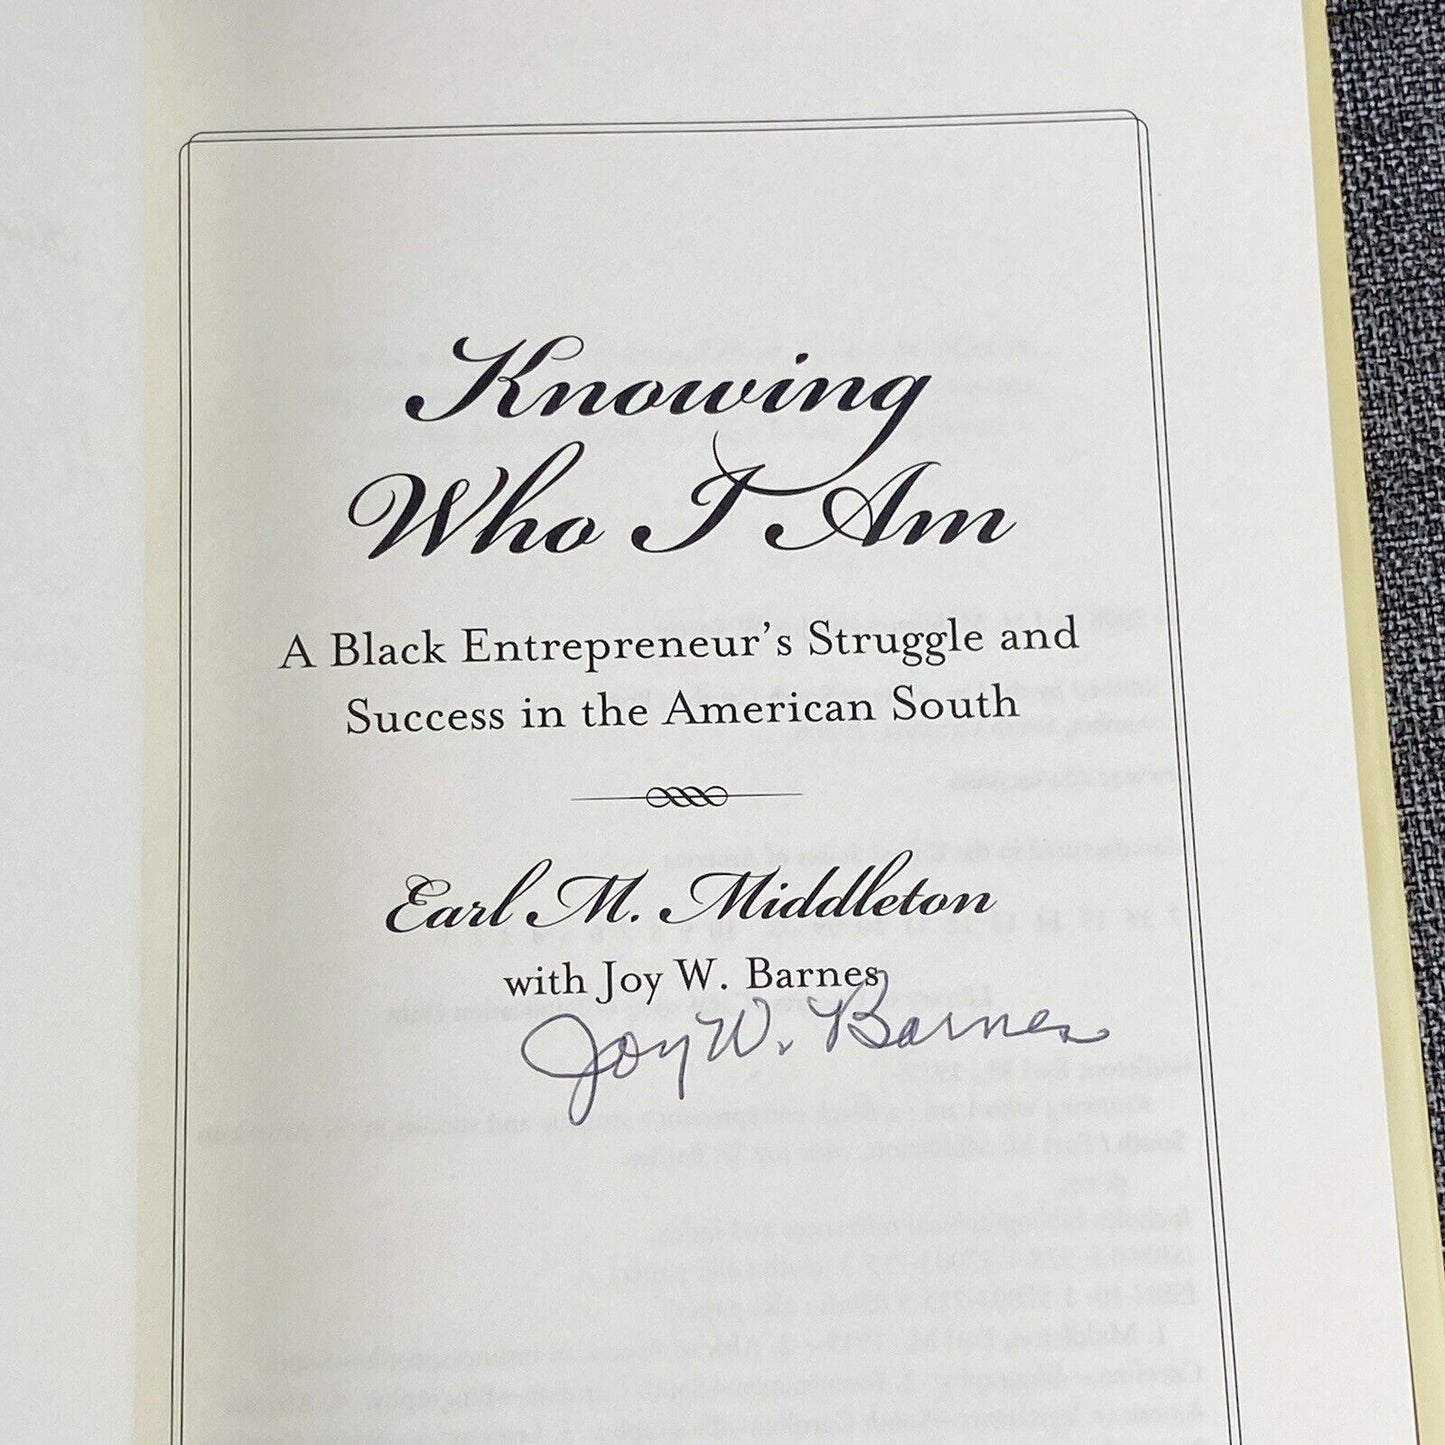 Knowing
Who I Am
A Black Entrepreneur's Struggle and
Success in the American South
Earl M. Middleton
with Joy W. Barnes
Joy W. Barnes